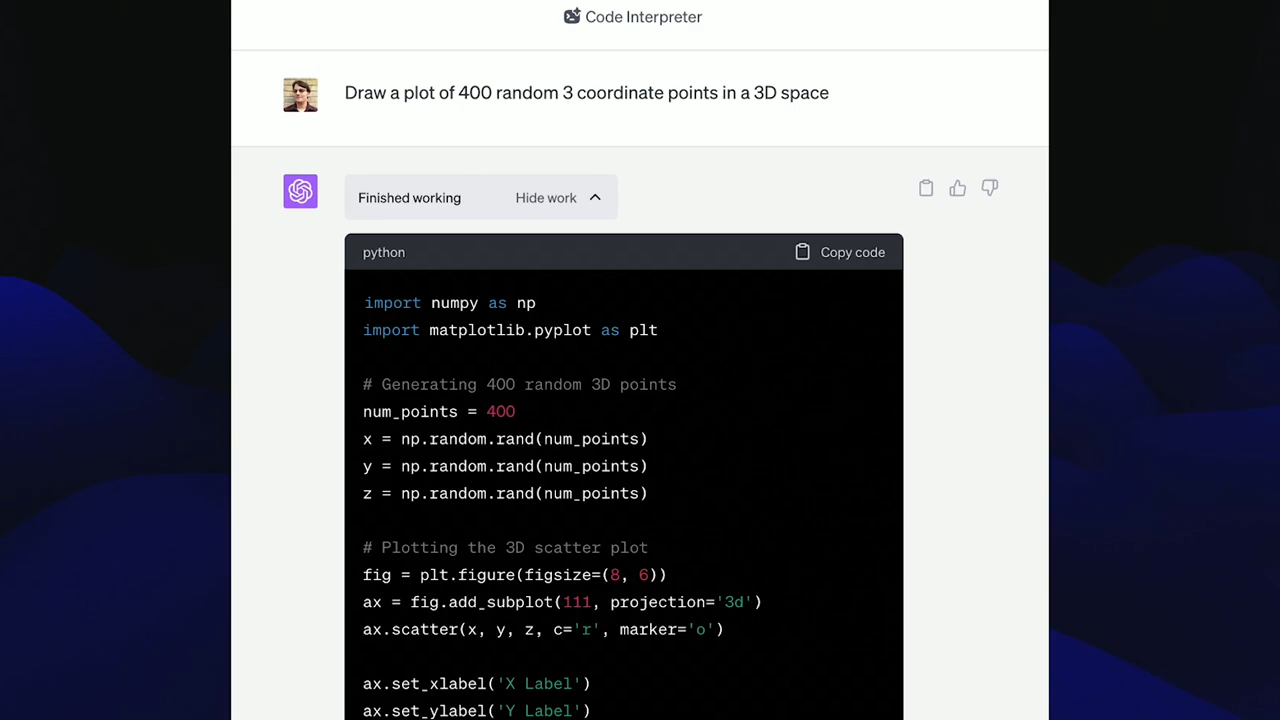 Code Interpreter
Draw a plot of 400 random 3 coordinate points in a 3D space
Finished working Hide work
python Copy code
import numpy as np
import matplotlib.pyplot as plt
# Generating 400 random 3D points
num_points = 400
x = np.random.rand(num_points)
y = np.random.rand(num_points)
z = np.random.rand(num_points)
# Plotting the 3D scatter plot
fig = plt.figure(figsize=(8, 6))
ax = fig.add_subplot(111, projection='3d')
ax.scatter(x, y, z, c='r', marker='o')
ax.set_xlabel('X Label')
ax.set_ylabel('Y Label')